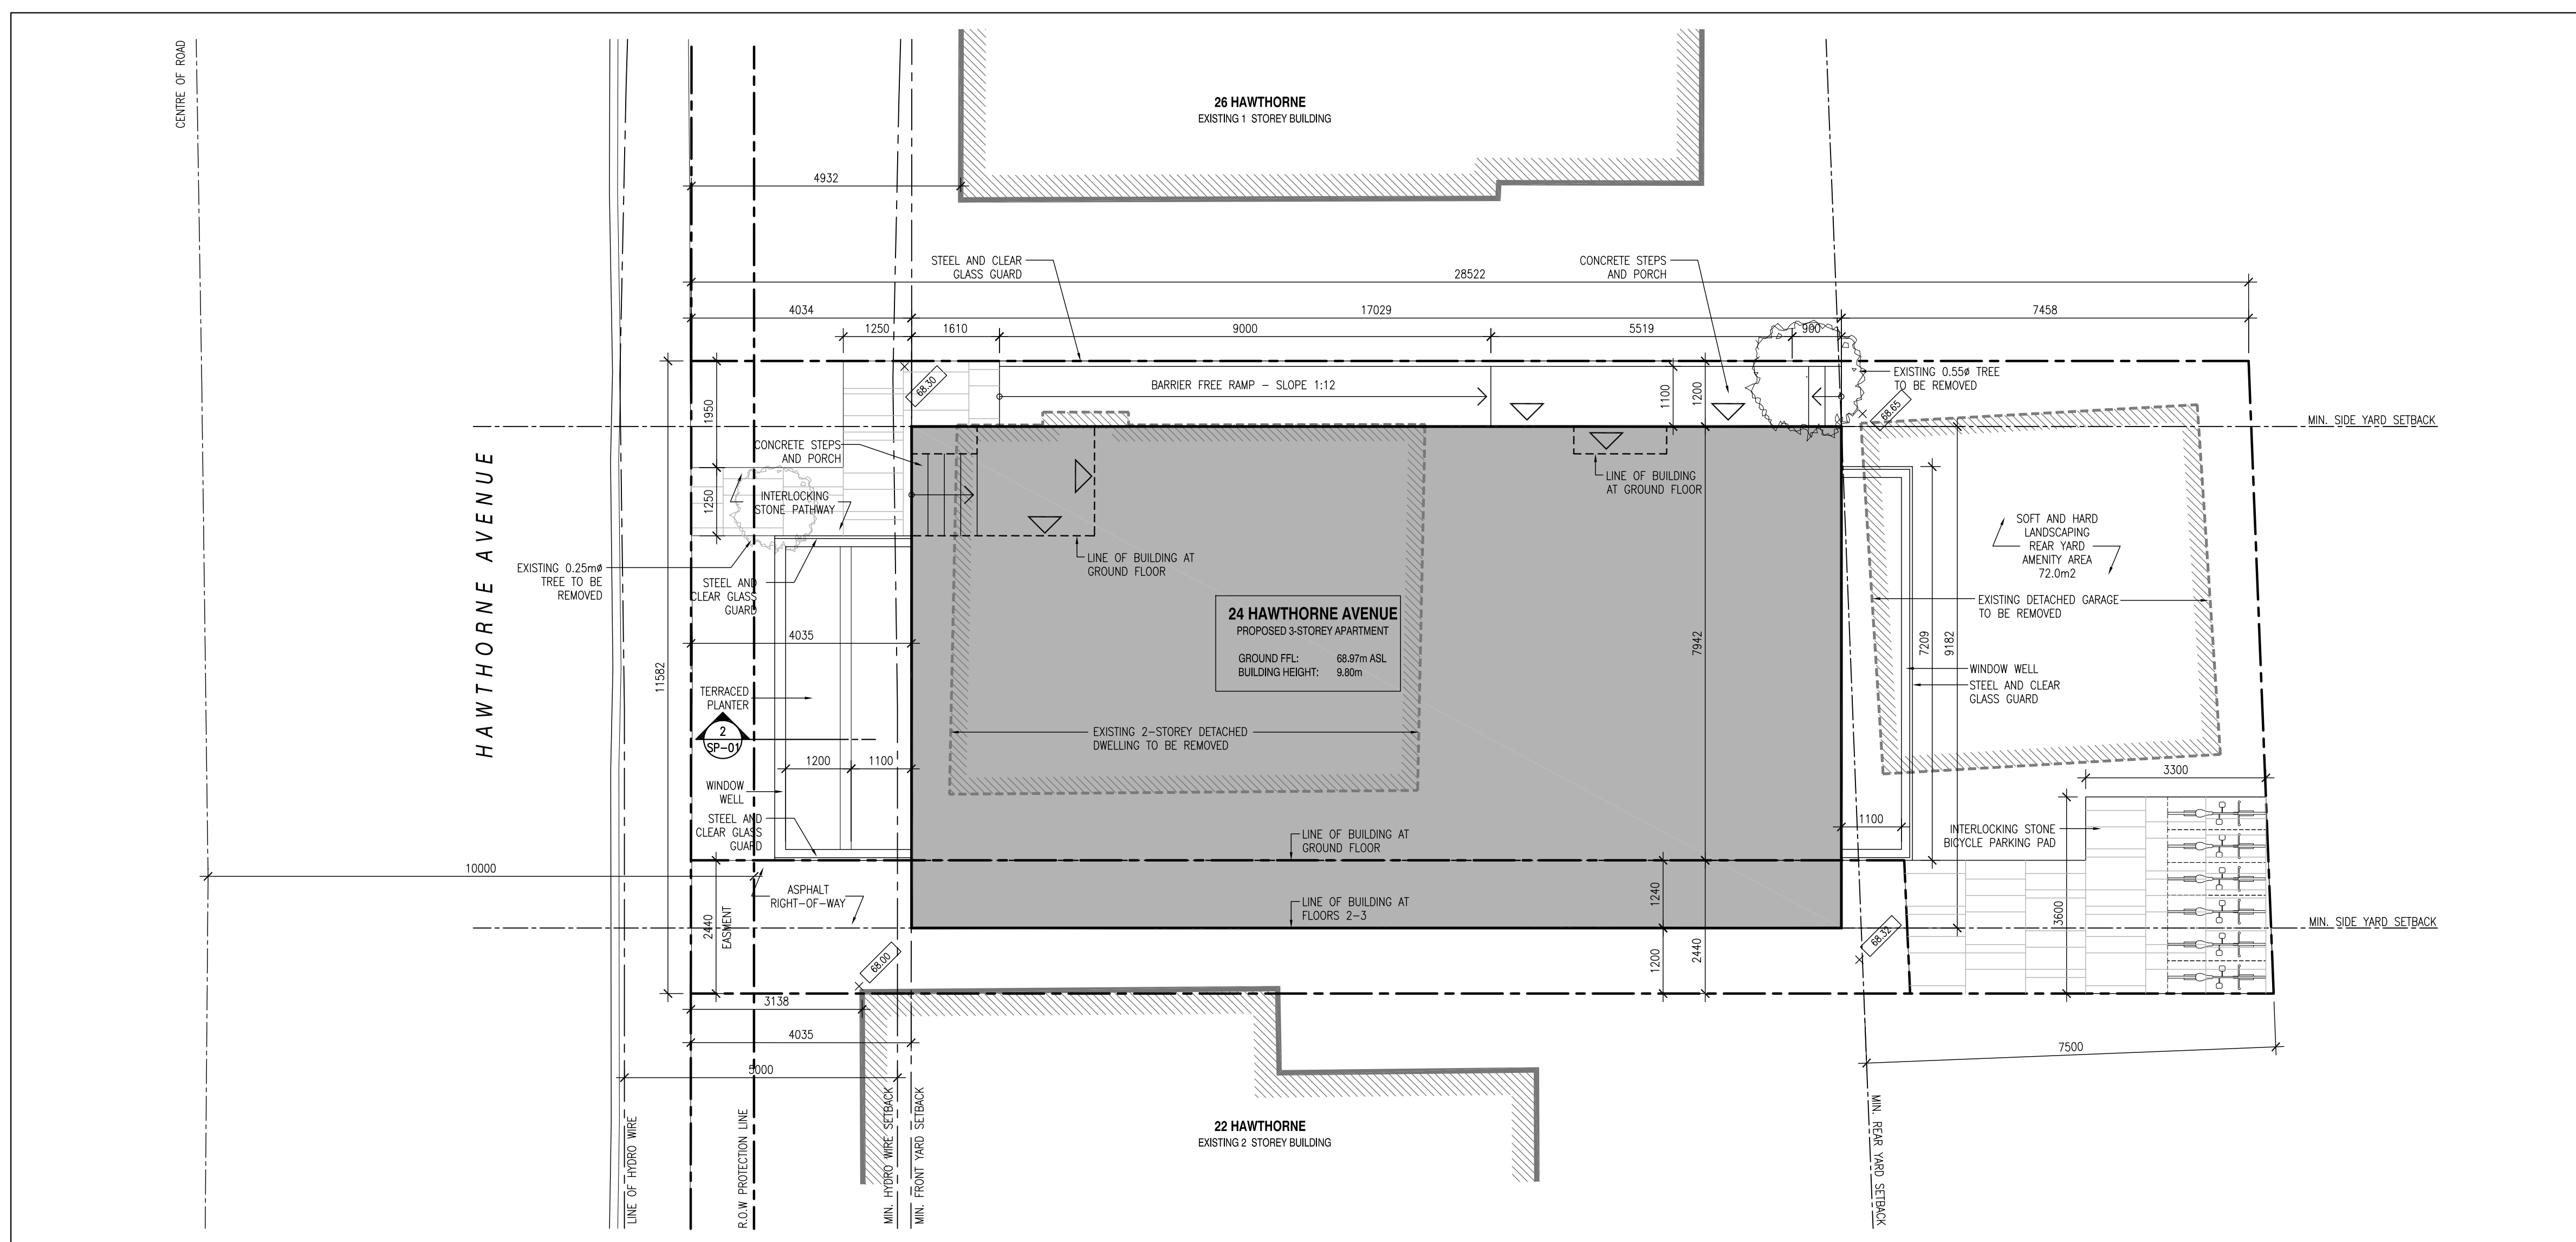 CENTRE OF ROAD
26 HAWTHORNE
EXISTING 1 STOREY BUILDING
4932
STEEL AND CLEAR
GLASS GUARD
CONCRETE STEPS
AND PORCH
28522
4034
17029
7458
1250
1610
9000
5519
900
EXISTING 0.55ø TREE
TO BE REMOVED
68.30
BARRIER FREE RAMP – SLOPE 1:12
1100
1200
68.65
1950
MIN. SIDE YARD SETBACK
CONCRETE STEPS
AND PORCH
HAWTHORNE AVENUE
LINE OF BUILDING
AT GROUND FLOOR
1250
INTERLOCKING
STONE PATHWAY
SOFT AND HARD
LANDSCAPING
REAR YARD
AMENITY AREA
72.0m2
LINE OF BUILDING AT
GROUND FLOOR
EXISTING 0.25mø
TREE TO BE
REMOVED
STEEL AND
CLEAR GLASS
GUARD
EXISTING DETACHED GARAGE
TO BE REMOVED
24 HAWTHORNE AVENUE
PROPOSED 3-STOREY APARTMENT
GROUND FFL: 68.97m ASL
BUILDING HEIGHT: 9.80m
4035
7942
7209
9182
11582
WINDOW WELL
STEEL AND CLEAR
GLASS GUARD
TERRACED
PLANTER
2
SP-01
EXISTING 2-STOREY DETACHED
DWELLING TO BE REMOVED
1200
1100
3300
WINDOW
WELL
STEEL AND
CLEAR GLASS
GUARD
LINE OF BUILDING AT
GROUND FLOOR
1100
INTERLOCKING STONE
BICYCLE PARKING PAD
10000
ASPHALT
RIGHT-OF-WAY
1240
LINE OF BUILDING AT
FLOORS 2-3
2440
EASMENT
3600
MIN. SIDE YARD SETBACK
68.00
1200
2440
68.32
3138
4035
7500
5000
22 HAWTHORNE
EXISTING 2 STOREY BUILDING
LINE OF HYDRO WIRE
R.O.W PROTECTION LINE
MIN. HYDRO WIRE SETBACK
MIN. FRONT YARD SETBACK
MIN. REAR YARD SETBACK